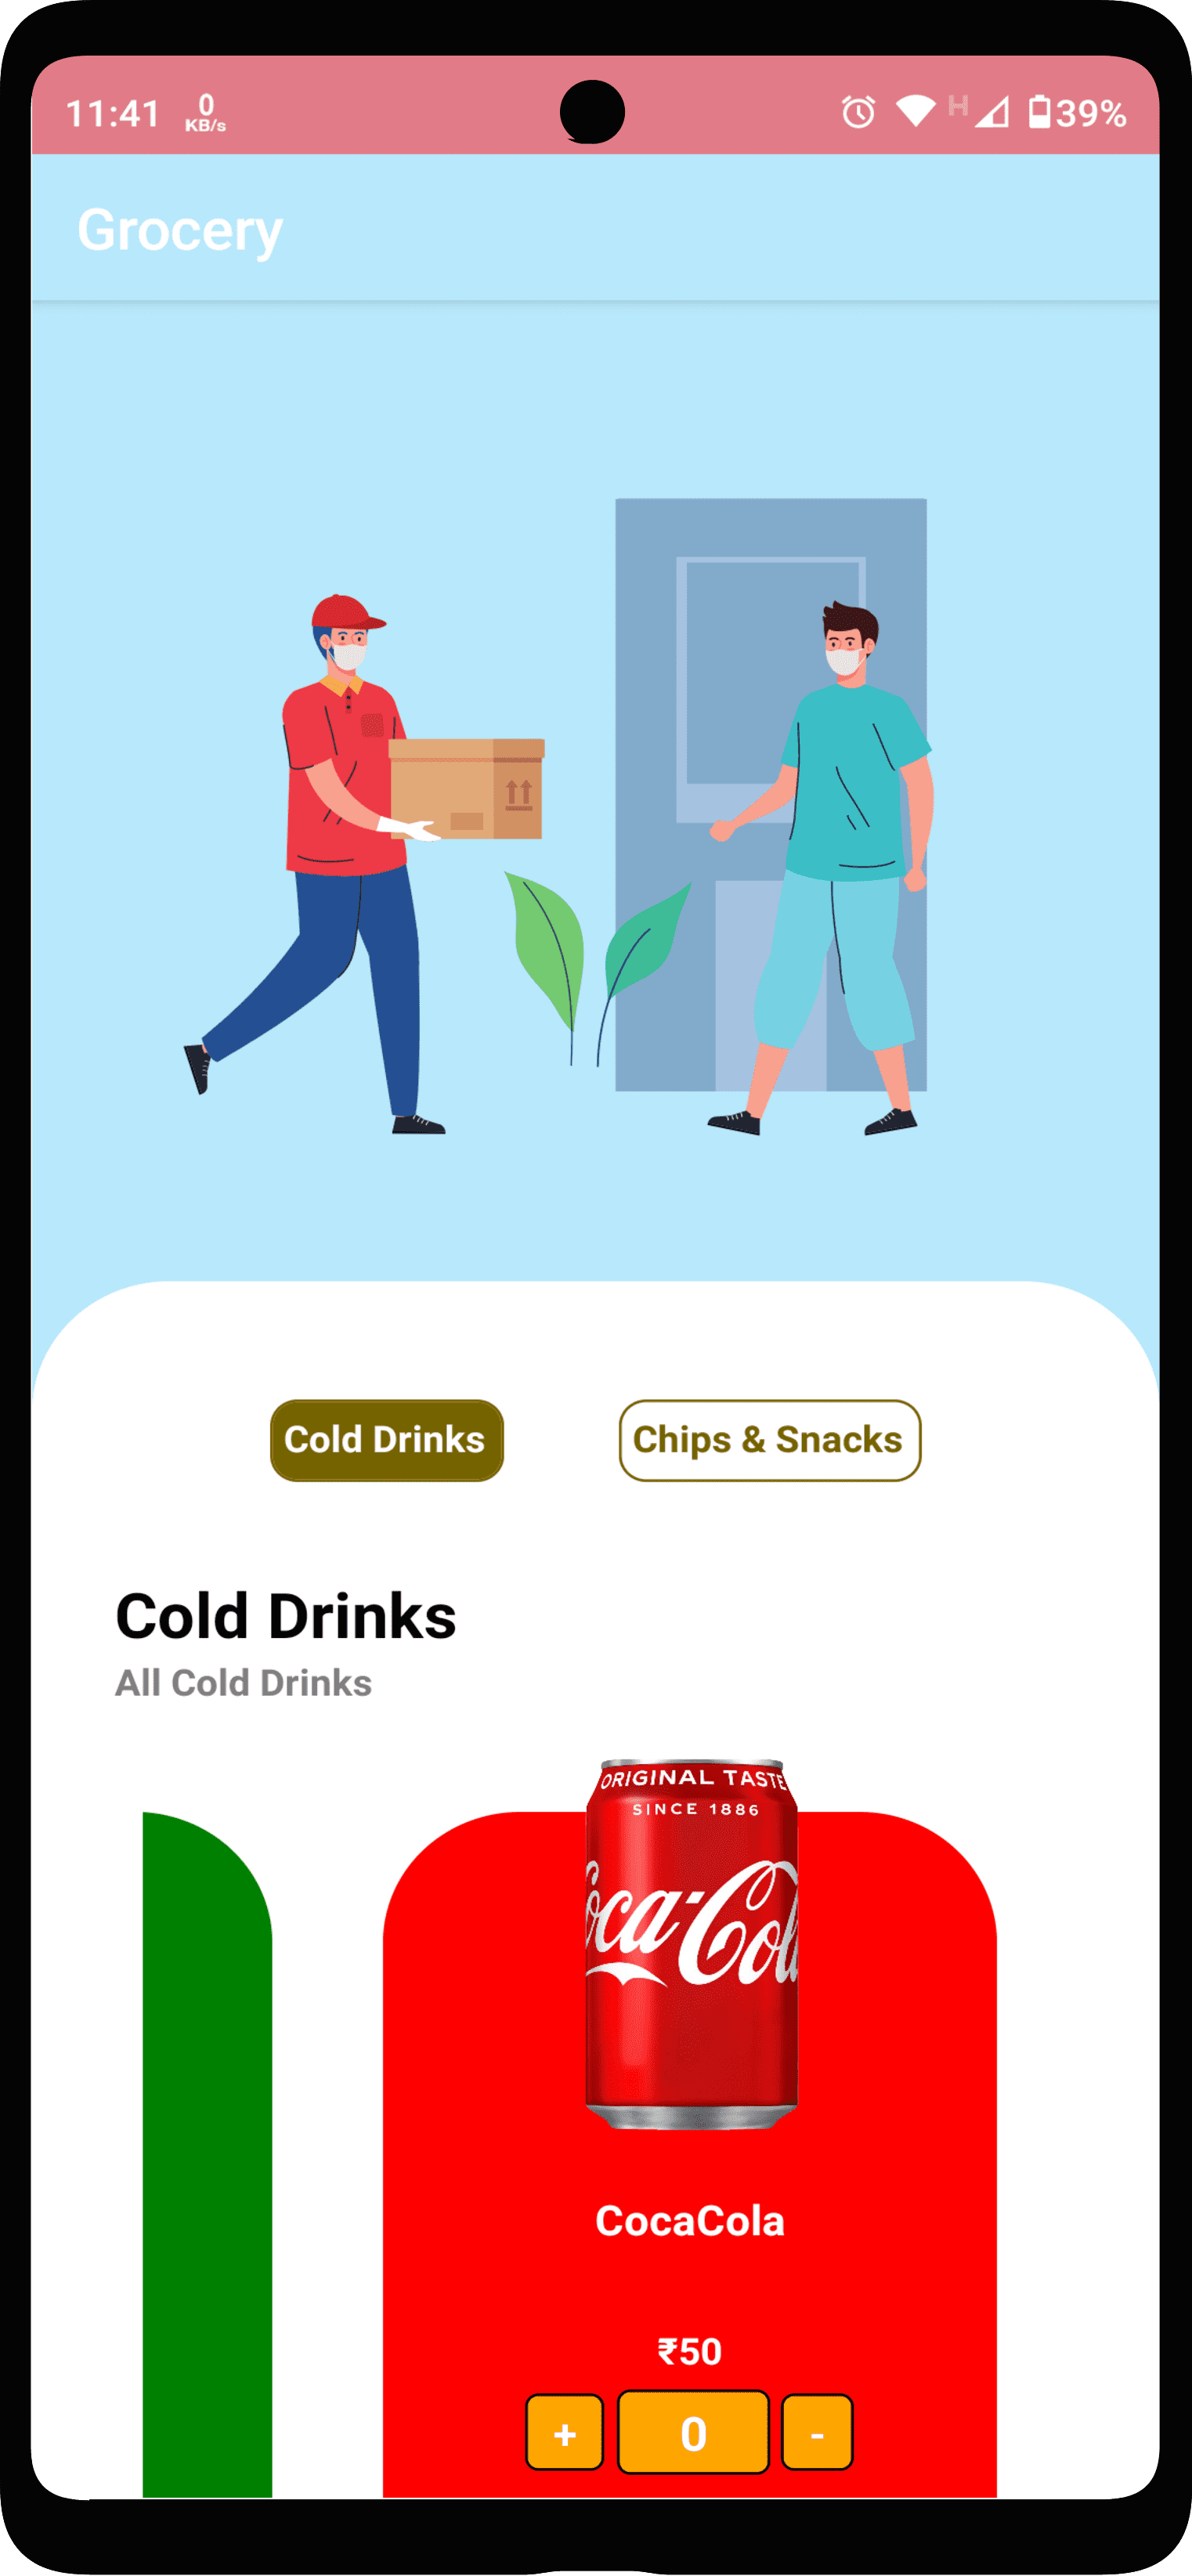 11:41 0 KB/s H 39%
Grocery
Cold Drinks Chips & Snacks
Cold Drinks
All Cold Drinks
ORIGINAL TASTE
SINCE 1886
Coca-Cola
CocaCola
₹50
+ 0 -